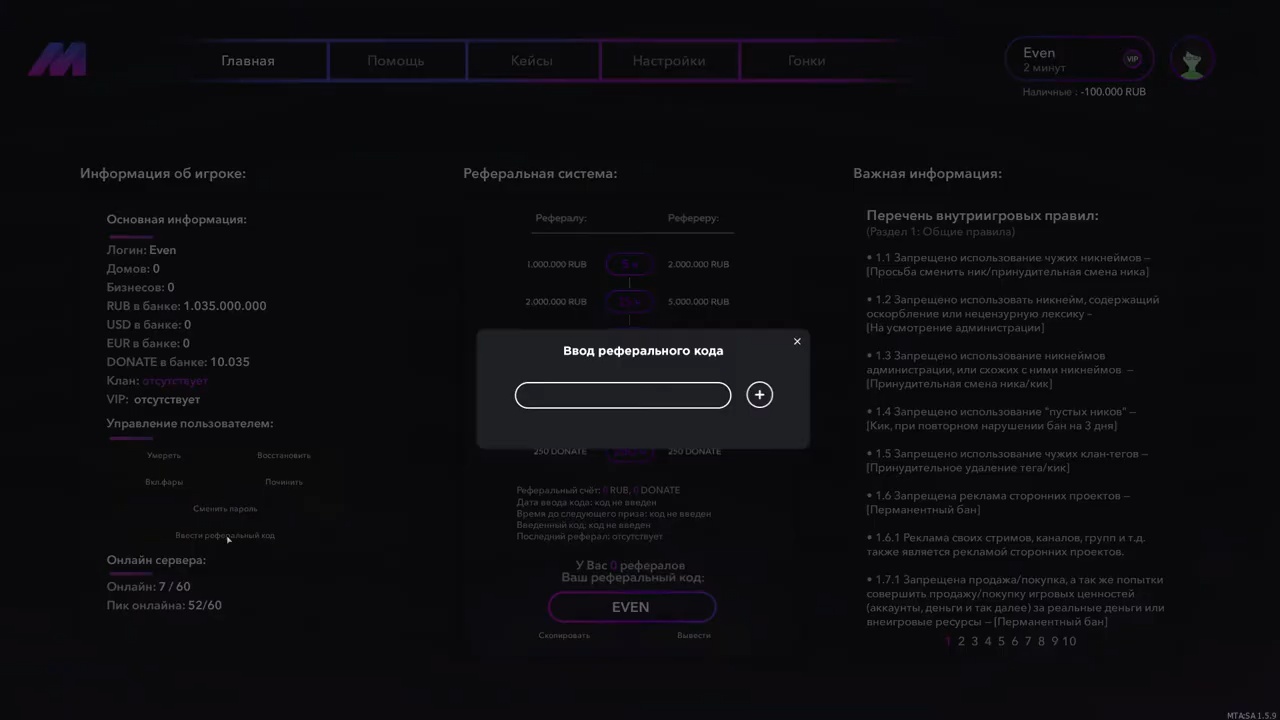 Главная
Помощь
Кейсы
Настройки
Гонки
Even
2 минут
VIP
Наличные : -100.000 RUB
Информация об игроке:
Основная информация:
Логин: Even
Домов: 0
Бизнесов: 0
RUB в банке: 1.035.000.000
USD в банке: 0
EUR в банке: 0
DONATE в банке: 10.035
Клан: отсутствует
VIP: отсутствует
Управление пользователем:
Умереть
Восстановить
Вкл.фары
Починить
Сменить пароль
Ввести реферальный код
Онлайн сервера:
Онлайн: 7 / 60
Пик онлайна: 52/60
Реферальная система:
Рефералу:
Рефереру:
1.000.000 RUB
2.000.000 RUB
2.000.000 RUB
5.000.000 RUB
Ввод реферального кода
250 DONATE
250 DONATE
Реферальный счёт: 0 RUB, 0 DONATE
Дата ввода кода: код не введен
Время до следующего приза: код не введен
Введенный код: код не введен
Последний реферал: отсутствует
У Вас 0 рефералов
Ваш реферальный код:
EVEN
Скопировать
Вывести
Важная информация:
Перечень внутриигровых правил:
(Раздел 1: Общие правила)
• 1.1 Запрещено использование чужих никнеймов —
[Просьба сменить ник/принудительная смена ника]
• 1.2 Запрещено использовать никнейм, содержащий
оскорбление или нецензурную лексику –
[На усмотрение администрации]
• 1.3 Запрещено использование никнеймов
администрации, или схожих с ними никнеймов —
[Принудительная смена ника/кик]
• 1.4 Запрещено использование "пустых ников" —
[Кик, при повторном нарушении бан на 3 дня]
• 1.5 Запрещено использование чужих клан-тегов —
[Принудительное удаление тега/кик]
• 1.6 Запрещена реклама сторонних проектов —
[Перманентный бан]
• 1.6.1 Реклама своих стримов, каналов, групп и т.д.
также является рекламой сторонних проектов.
• 1.7.1 Запрещена продажа/покупка, а так же попытки
совершить продажу/покупку игровых ценностей
(аккаунты, деньги и так далее) за реальные деньги или
внеигровые ресурсы — [Перманентный бан]
1 2 3 4 5 6 7 8 9 10
MTA:SA 1.5.9